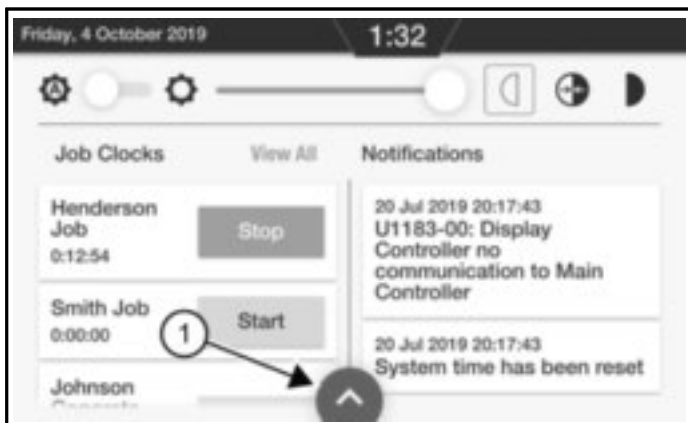 Friday, 4 October 2019
1:32
A
Job Clocks
View All
Notifications
Henderson
Job
0:12:54
Stop
Smith Job
0:00:00
Start
Johnson
20 Jul 2019 20:17:43
U1183-00: Display
Controller no
communication to Main
Controller
20 Jul 2019 20:17:43
System time has been reset
1